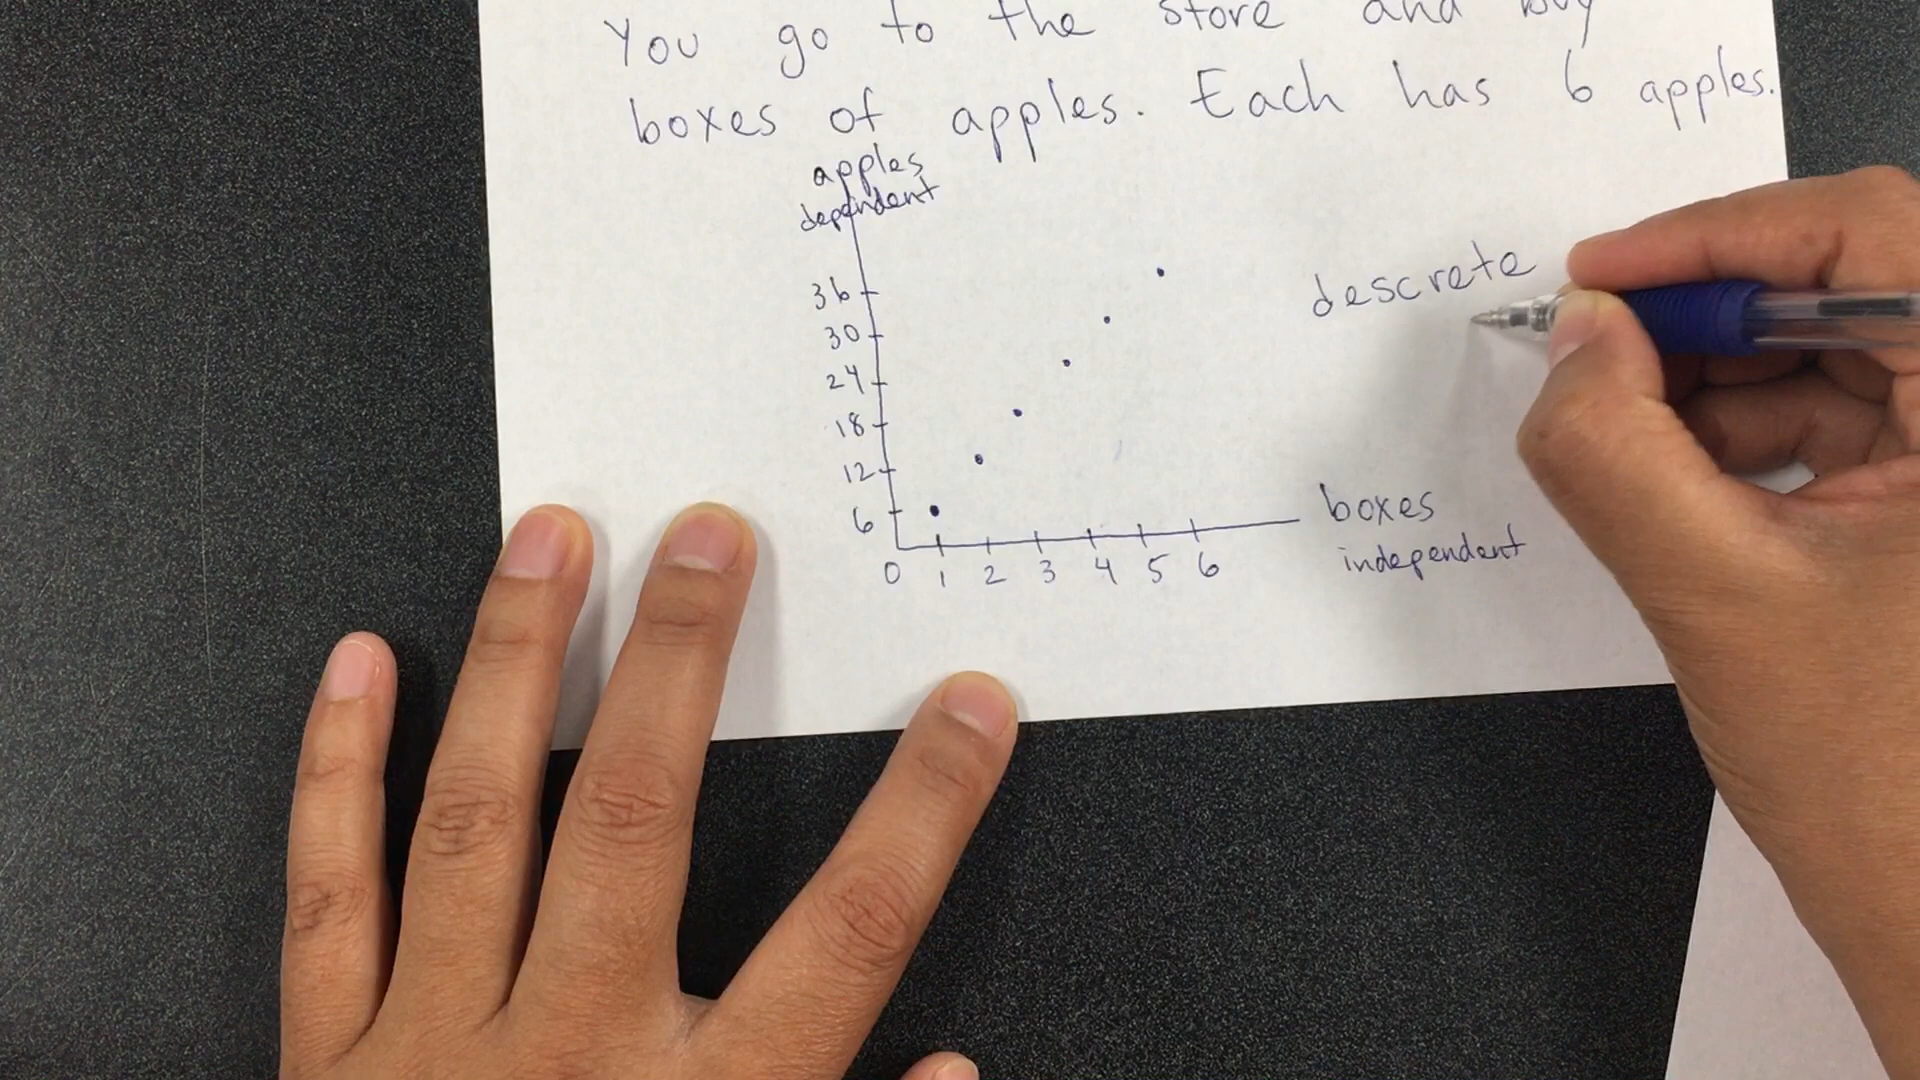 You go to the store and buy
boxes of apples. Each has 6 apples.
apples
dependent
descrete
36
30
24
18
12
6
boxes
independent
0 1 2 3 4 5 6